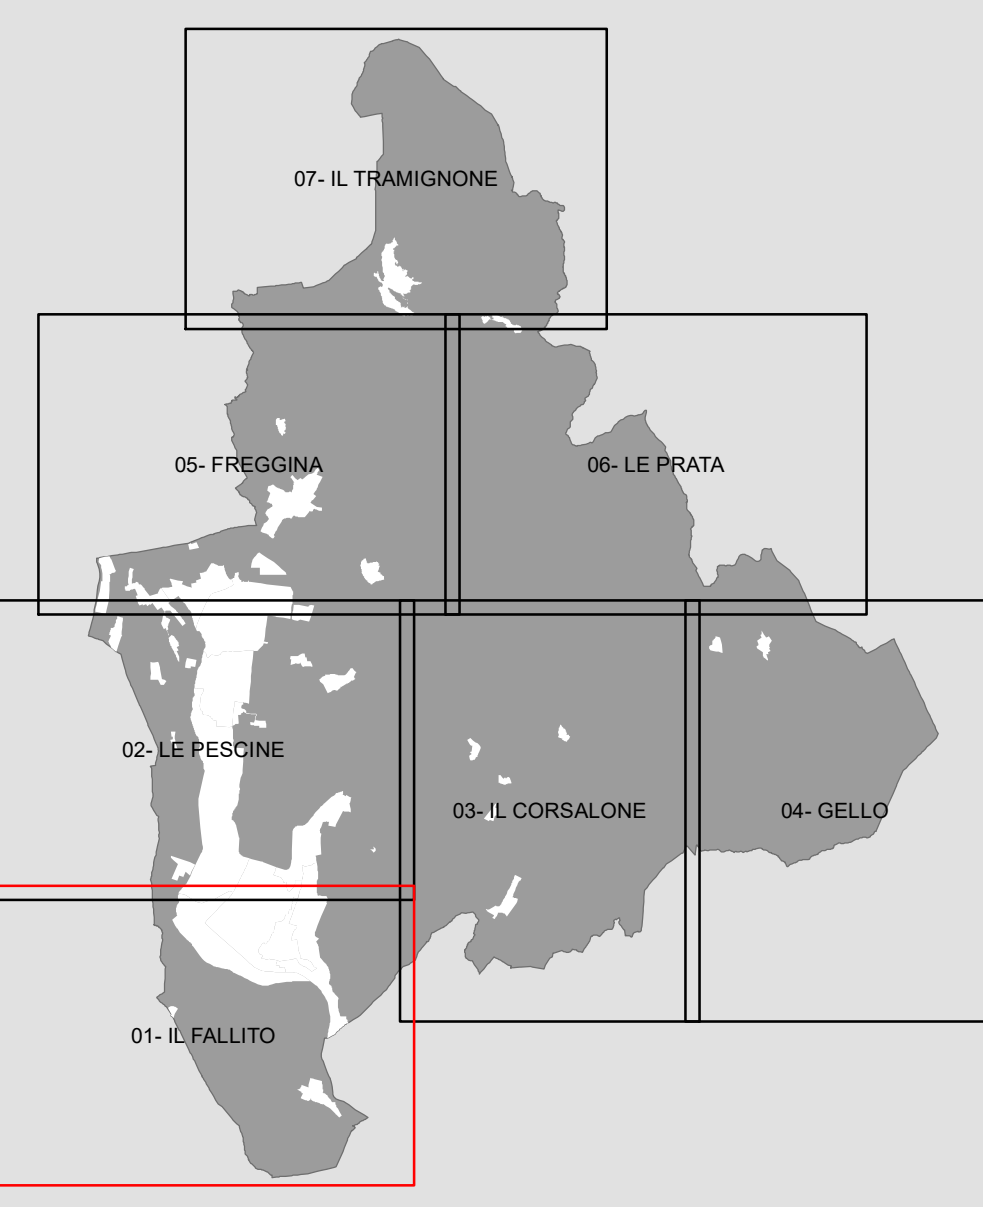 07- IL TRAMIGNONE
05- FREGGINA
06- LE PRATA
02- LE PESCINE
03- IL CORSALONE
04- GELLO
01- IL FALLITO